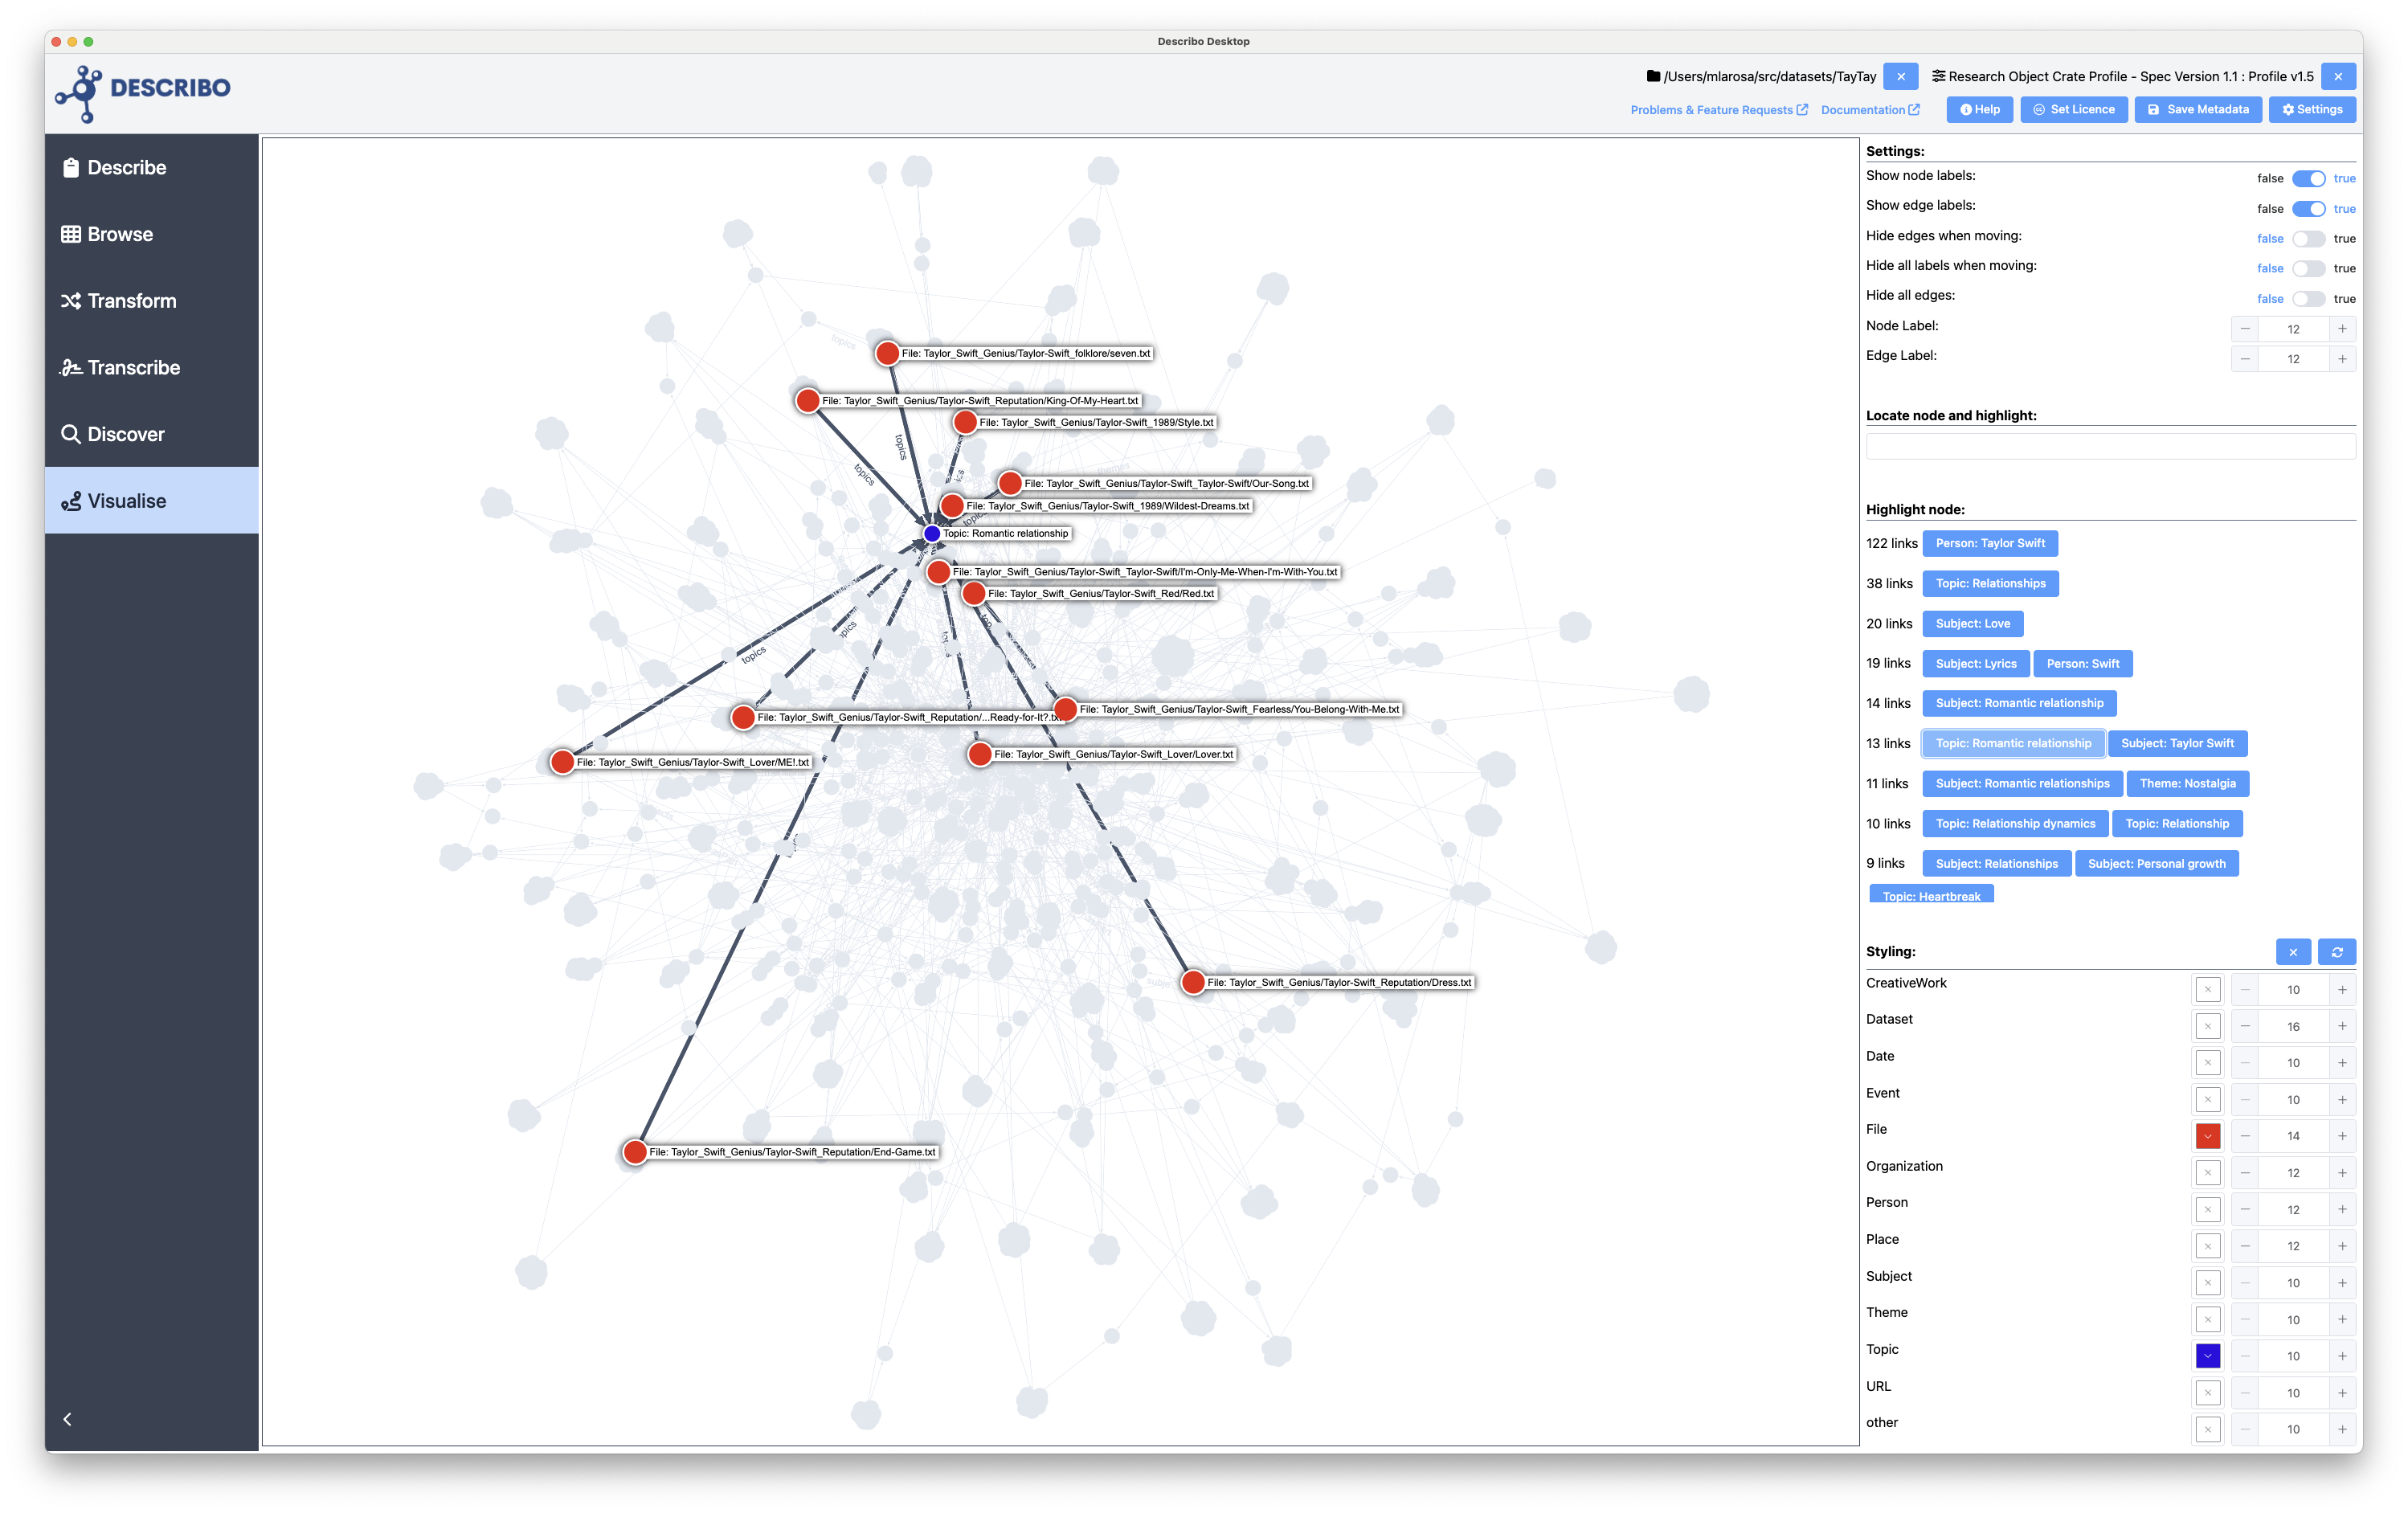 Describo Desktop
DESCRIBO
/Users/mlarosa/src/datasets/TayTay
Research Object Crate Profile - Spec Version 1.1 : Profile v1.5
Problems & Feature Requests
Documentation
Help
Set Licence
Save Metadata
Settings
Describe
Browse
Transform
Transcribe
Discover
Visualise
topics
File: Taylor_Swift_Genius/Taylor-Swift_folklore/seven.txt
File: Taylor_Swift_Genius/Taylor-Swift_Reputation/King-Of-My-Heart.txt
File: Taylor_Swift_Genius/Taylor-Swift_1989/Style.txt
topics
topics
themes
File: Taylor_Swift_Genius/Taylor-Swift_Taylor-Swift/Our-Song.txt
File: Taylor_Swift_Genius/Taylor-Swift_1989/Wildest-Dreams.txt
Topic: Romantic relationship
File: Taylor_Swift_Genius/Taylor-Swift_Taylor-Swift/I'm-Only-Me-When-I'm-With-You.txt
File: Taylor_Swift_Genius/Taylor-Swift_Red/Red.txt
topics
File: Taylor_Swift_Genius/Taylor-Swift_Fearless/You-Belong-With-Me.txt
File: Taylor_Swift_Genius/Taylor-Swift_Reputation/...Ready-for-It?.txt
File: Taylor_Swift_Genius/Taylor-Swift_Lover/Lover.txt
File: Taylor_Swift_Genius/Taylor-Swift_Lover/ME!.txt
File: Taylor_Swift_Genius/Taylor-Swift_Reputation/Dress.txt
File: Taylor_Swift_Genius/Taylor-Swift_Reputation/End-Game.txt
Settings:
Show node labels: false true
Show edge labels: false true
Hide edges when moving: false true
Hide all labels when moving: false true
Hide all edges: false true
Node Label: − 12 +
Edge Label: − 12 +
Locate node and highlight:
Highlight node:
122 links Person: Taylor Swift
38 links Topic: Relationships
20 links Subject: Love
19 links Subject: Lyrics Person: Swift
14 links Subject: Romantic relationship
13 links Topic: Romantic relationship Subject: Taylor Swift
11 links Subject: Romantic relationships Theme: Nostalgia
10 links Topic: Relationship dynamics Topic: Relationship
9 links Subject: Relationships Subject: Personal growth
Topic: Heartbreak
Styling:
CreativeWork − 10 +
Dataset − 16 +
Date − 10 +
Event − 10 +
File − 14 +
Organization − 12 +
Person − 12 +
Place − 12 +
Subject − 10 +
Theme − 10 +
Topic − 10 +
URL − 10 +
other − 10 +